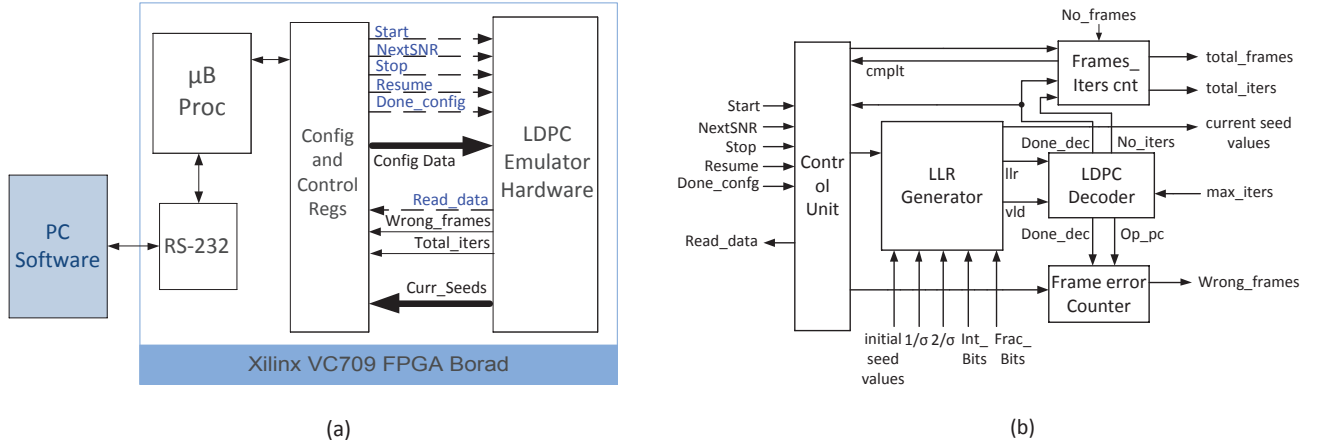 Start
NextSNR
Stop
Resume
Done_config
µB
Proc
Config
and
Control
Regs
LDPC
Emulator
Hardware
Config Data
Read_data
Wrong_frames
Total_iters
Curr_Seeds
PC
Software
RS-232
Xilinx VC709 FPGA Borad
(a)
No_frames
cmplt
Frames_
Iters cnt
total_frames
total_iters
Start
NextSNR
Stop
Resume
Done_confg
Read_data
Contr
ol
Unit
LLR
Generator
current seed
values
Done_dec
No_iters
llr
vld
LDPC
Decoder
max_iters
Done_dec
Op_pc
Frame error
Counter
Wrong_frames
initial
seed
values
1/σ
2/σ
Int_
Bits
Frac_
Bits
(b)